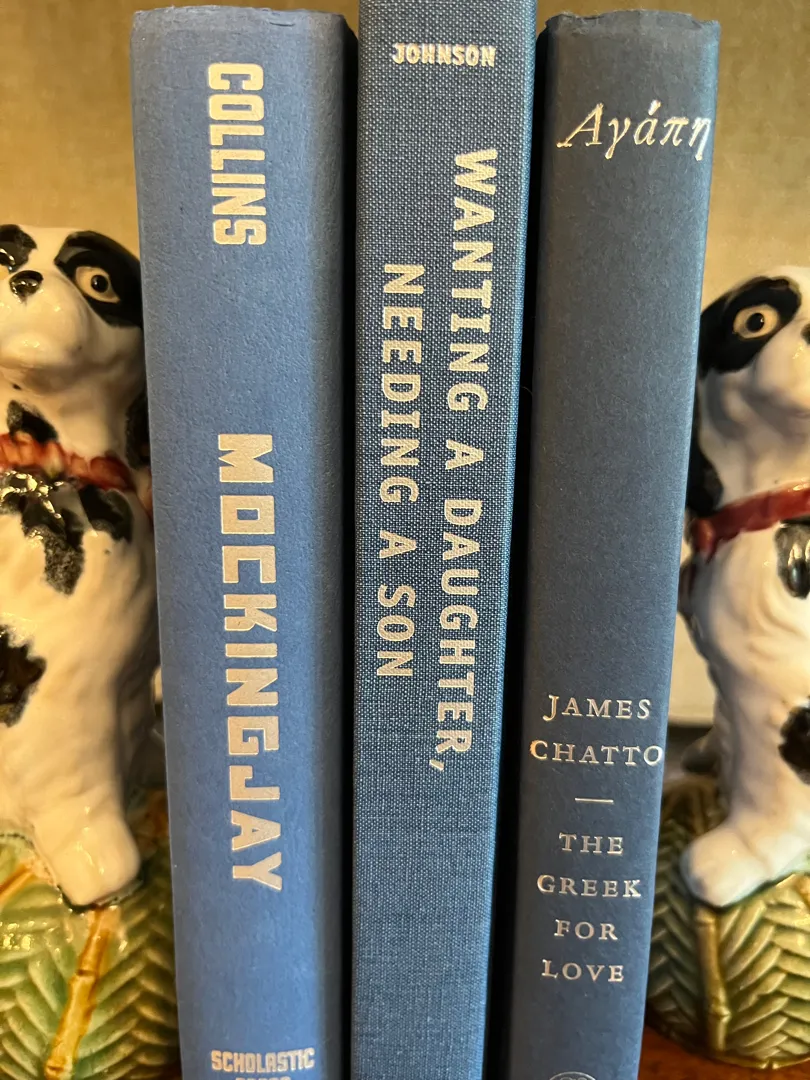 COLLINS
MOCKINGJAY
SCHOLASTIC
JOHNSON
WANTING A DAUGHTER,
NEEDING A SON
Αγάπη
JAMES
CHATTO
—
THE
GREEK
FOR
LOVE